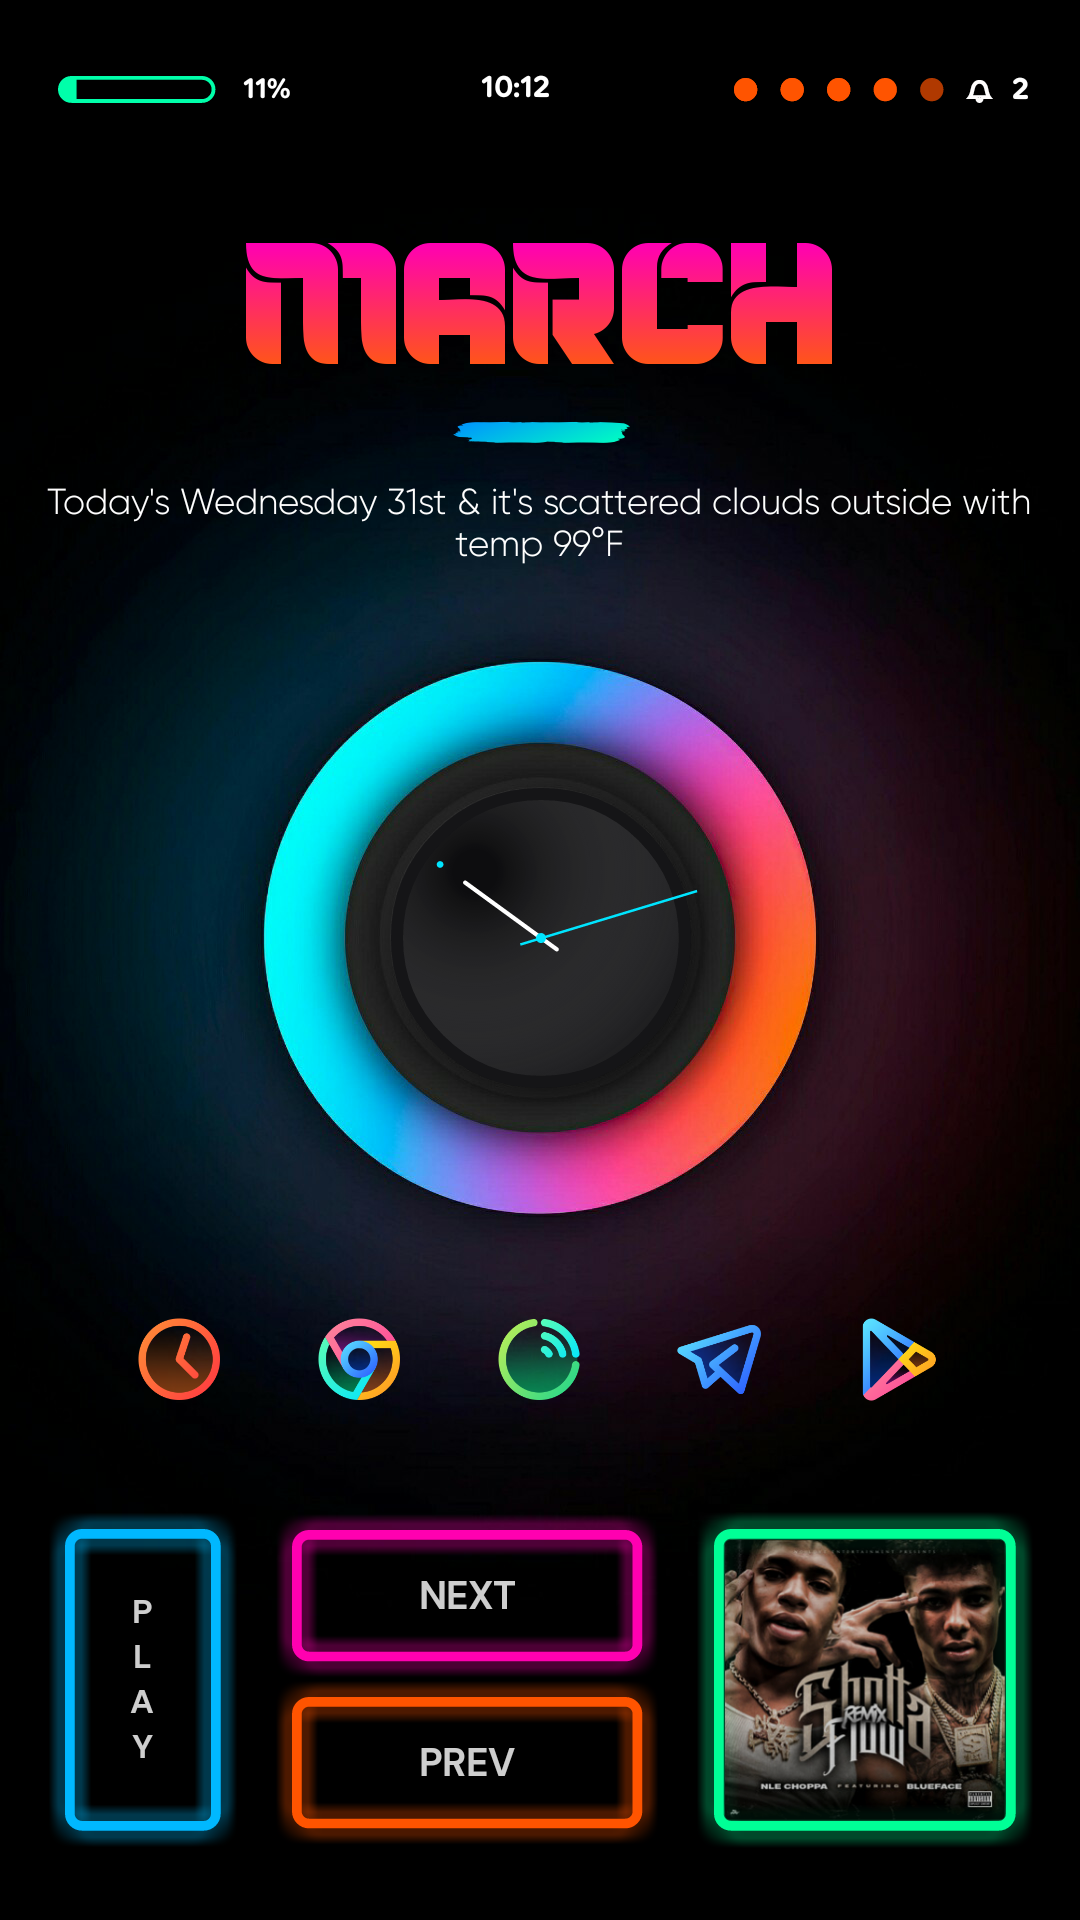 11% 10:12 2
MARCH
Today's Wednesday 31st & it's scattered clouds outside with
temp 99°F
PLAY
NEXT
PREV
Shotta
REMIX
Flow
NLE CHOPPA FEATURING BLUEFACE